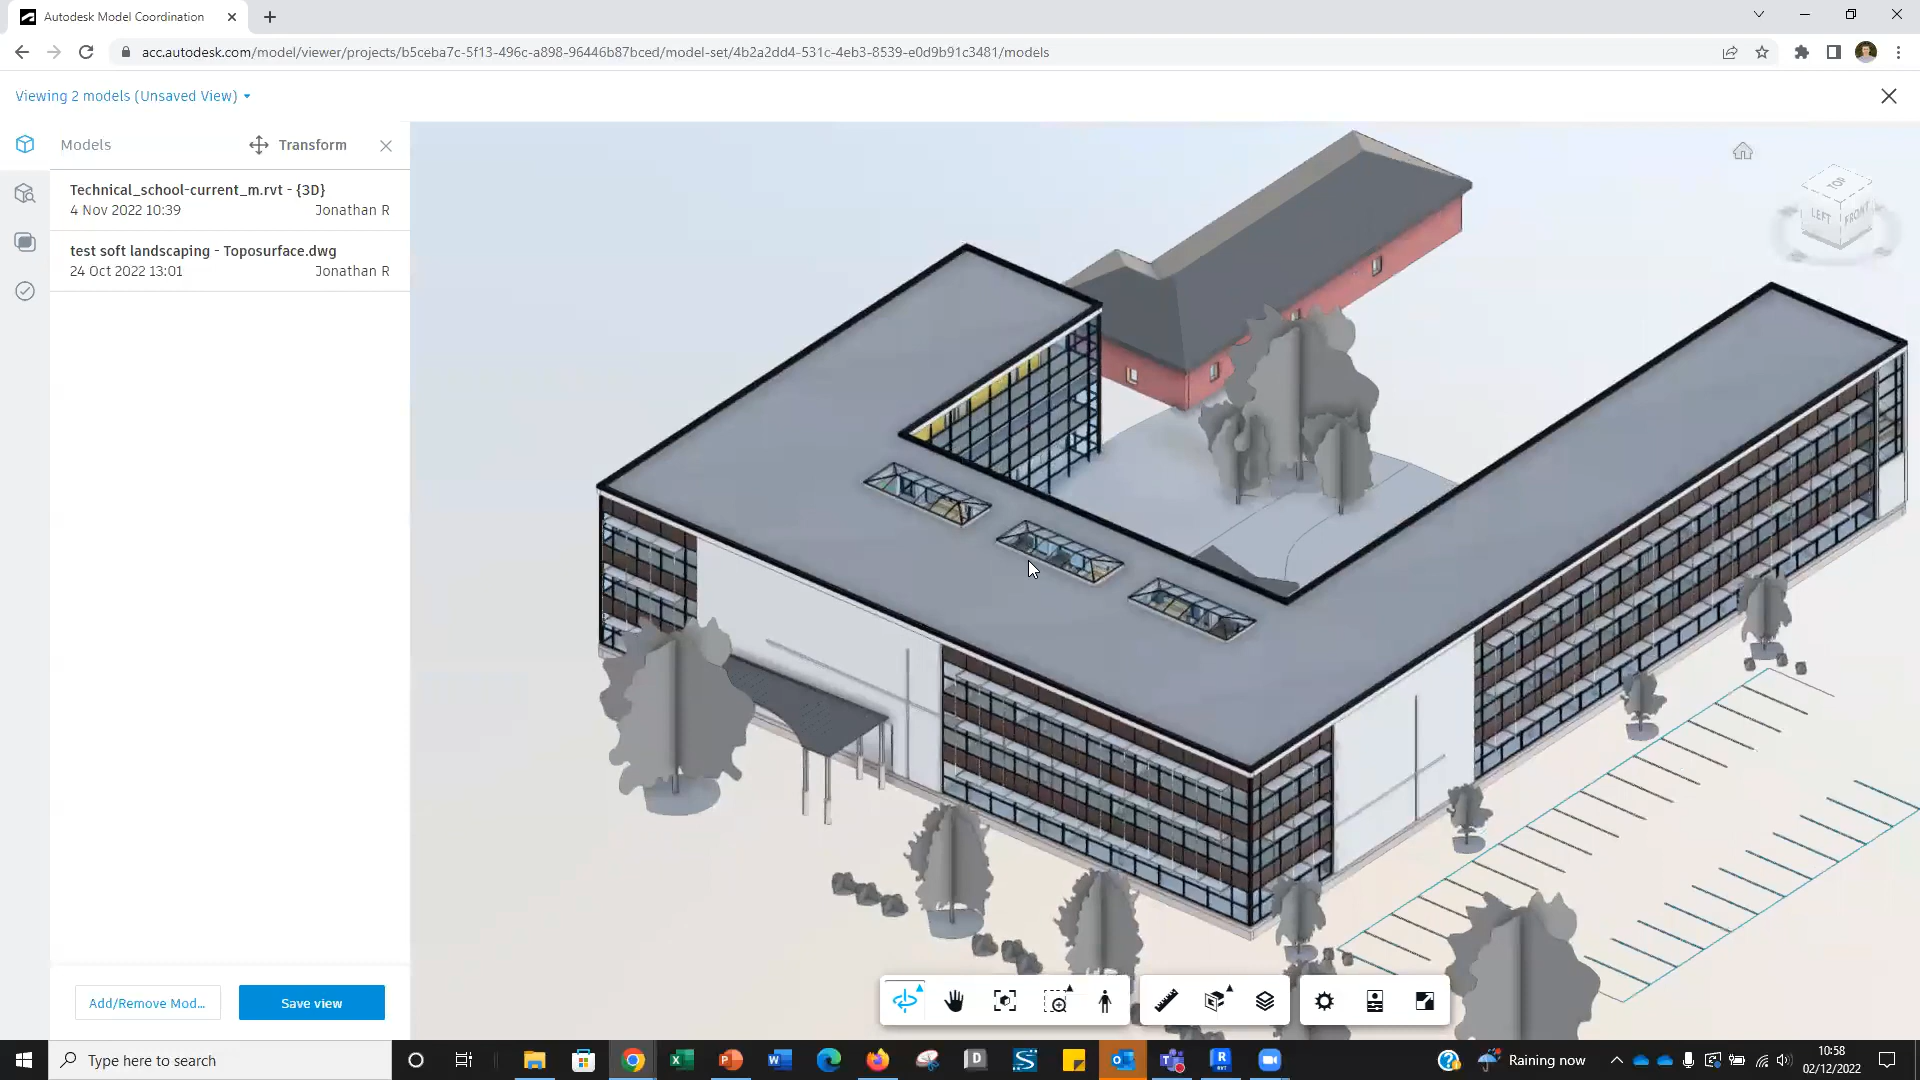 Autodesk Model Coordination
acc.autodesk.com/model/viewer/projects/b5ceba7c-5f13-496c-a898-96446b87bced/model-set/4b2a2dd4-531c-4eb3-8539-e0d9b91c3481/models
Viewing 2 models (Unsaved View)
Models
Transform
Technical_school-current_m.rvt - {3D}
4 Nov 2022 10:39 Jonathan R
test soft landscaping - Toposurface.dwg
24 Oct 2022 13:01 Jonathan R
TOP
LEFT FRONT
Add/Remove Mod...
Save view
Type here to search
Raining now
10:58
02/12/2022